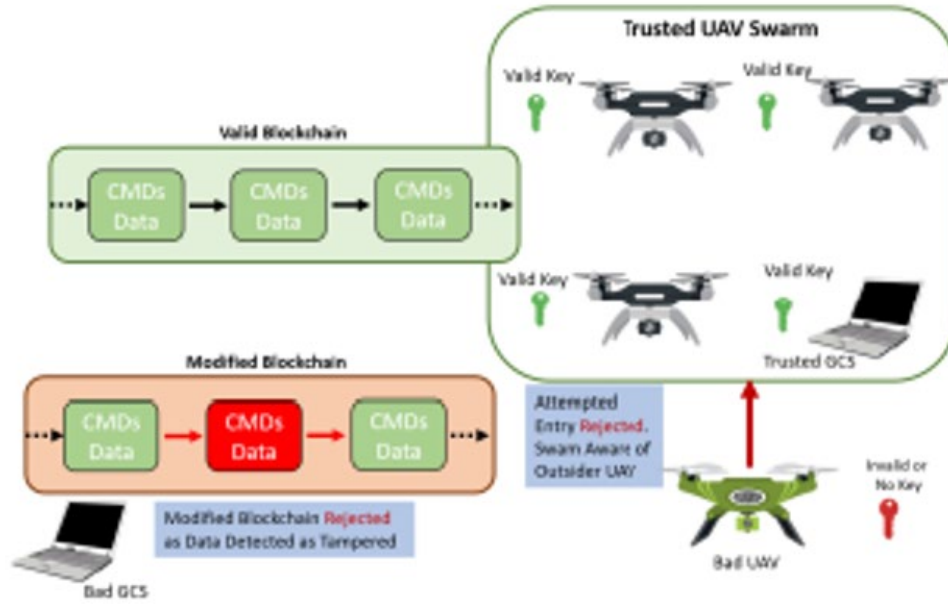 Trusted UAV Swarm
Valid Key
Valid Key
Valid Blockchain
CMDs
Data
CMDs
Data
CMDs
Data
Valid Key
Valid Key
Trusted GCS
Modified Blockchain
CMDs
Data
CMDs
Data
CMDs
Data
Attempted
Entry Rejected.
Swam Aware of
Outsider UAV
Invalid or
No Key
Modified Blockchain Rejected
as Data Detected as Tampered
Bad UAV
Bad GCS